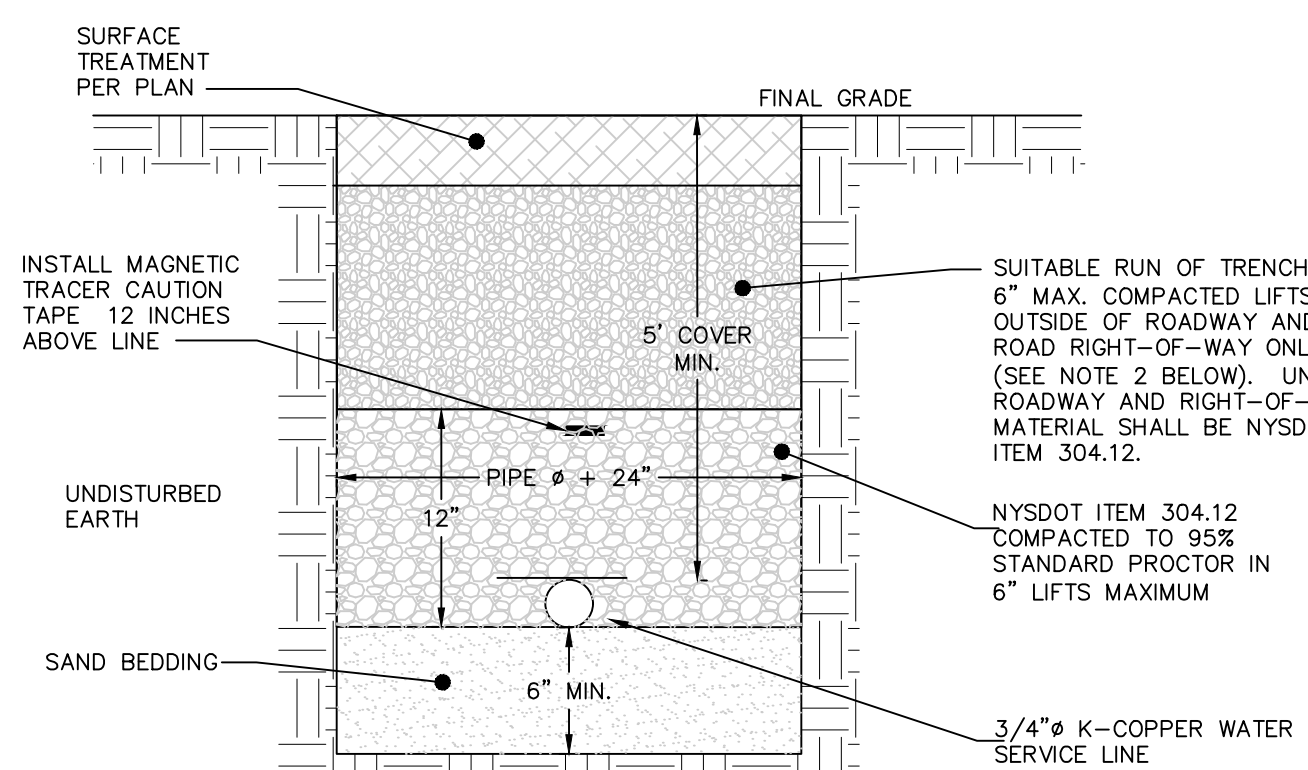 SURFACE
TREATMENT
PER PLAN
FINAL GRADE
INSTALL MAGNETIC
TRACER CAUTION
TAPE 12 INCHES
ABOVE LINE
5' COVER
MIN.
SUITABLE RUN OF TRENCH
6" MAX. COMPACTED LIFTS
OUTSIDE OF ROADWAY AND
ROAD RIGHT-OF-WAY
(SEE NOTE 2 BELOW).
ROADWAY AND RIGHT-OF-
MATERIAL SHALL BE
ITEM 304.12.
PIPE ø + 24"
12"
UNDISTURBED
EARTH
NYSDOT ITEM 304.12
COMPACTED TO 95%
STANDARD PROCTOR IN
6" LIFTS MAXIMUM
SAND BEDDING
6" MIN.
3/4"ø K-COPPER WATER
SERVICE LINE